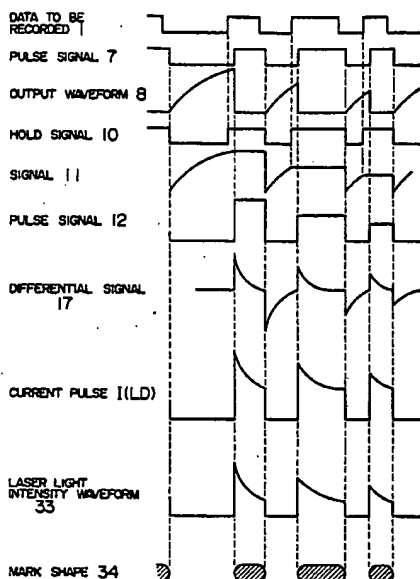 DATA TO BE
RECORDED 1
PULSE SIGNAL 7
OUTPUT WAVEFORM 8
HOLD SIGNAL 10
SIGNAL 11
PULSE SIGNAL 12
DIFFERENTIAL SIGNAL
17
CURRENT PULSE I(LD)
LASER LIGHT
INTENSITY WAVEFORM
33
MARK SHAPE 34